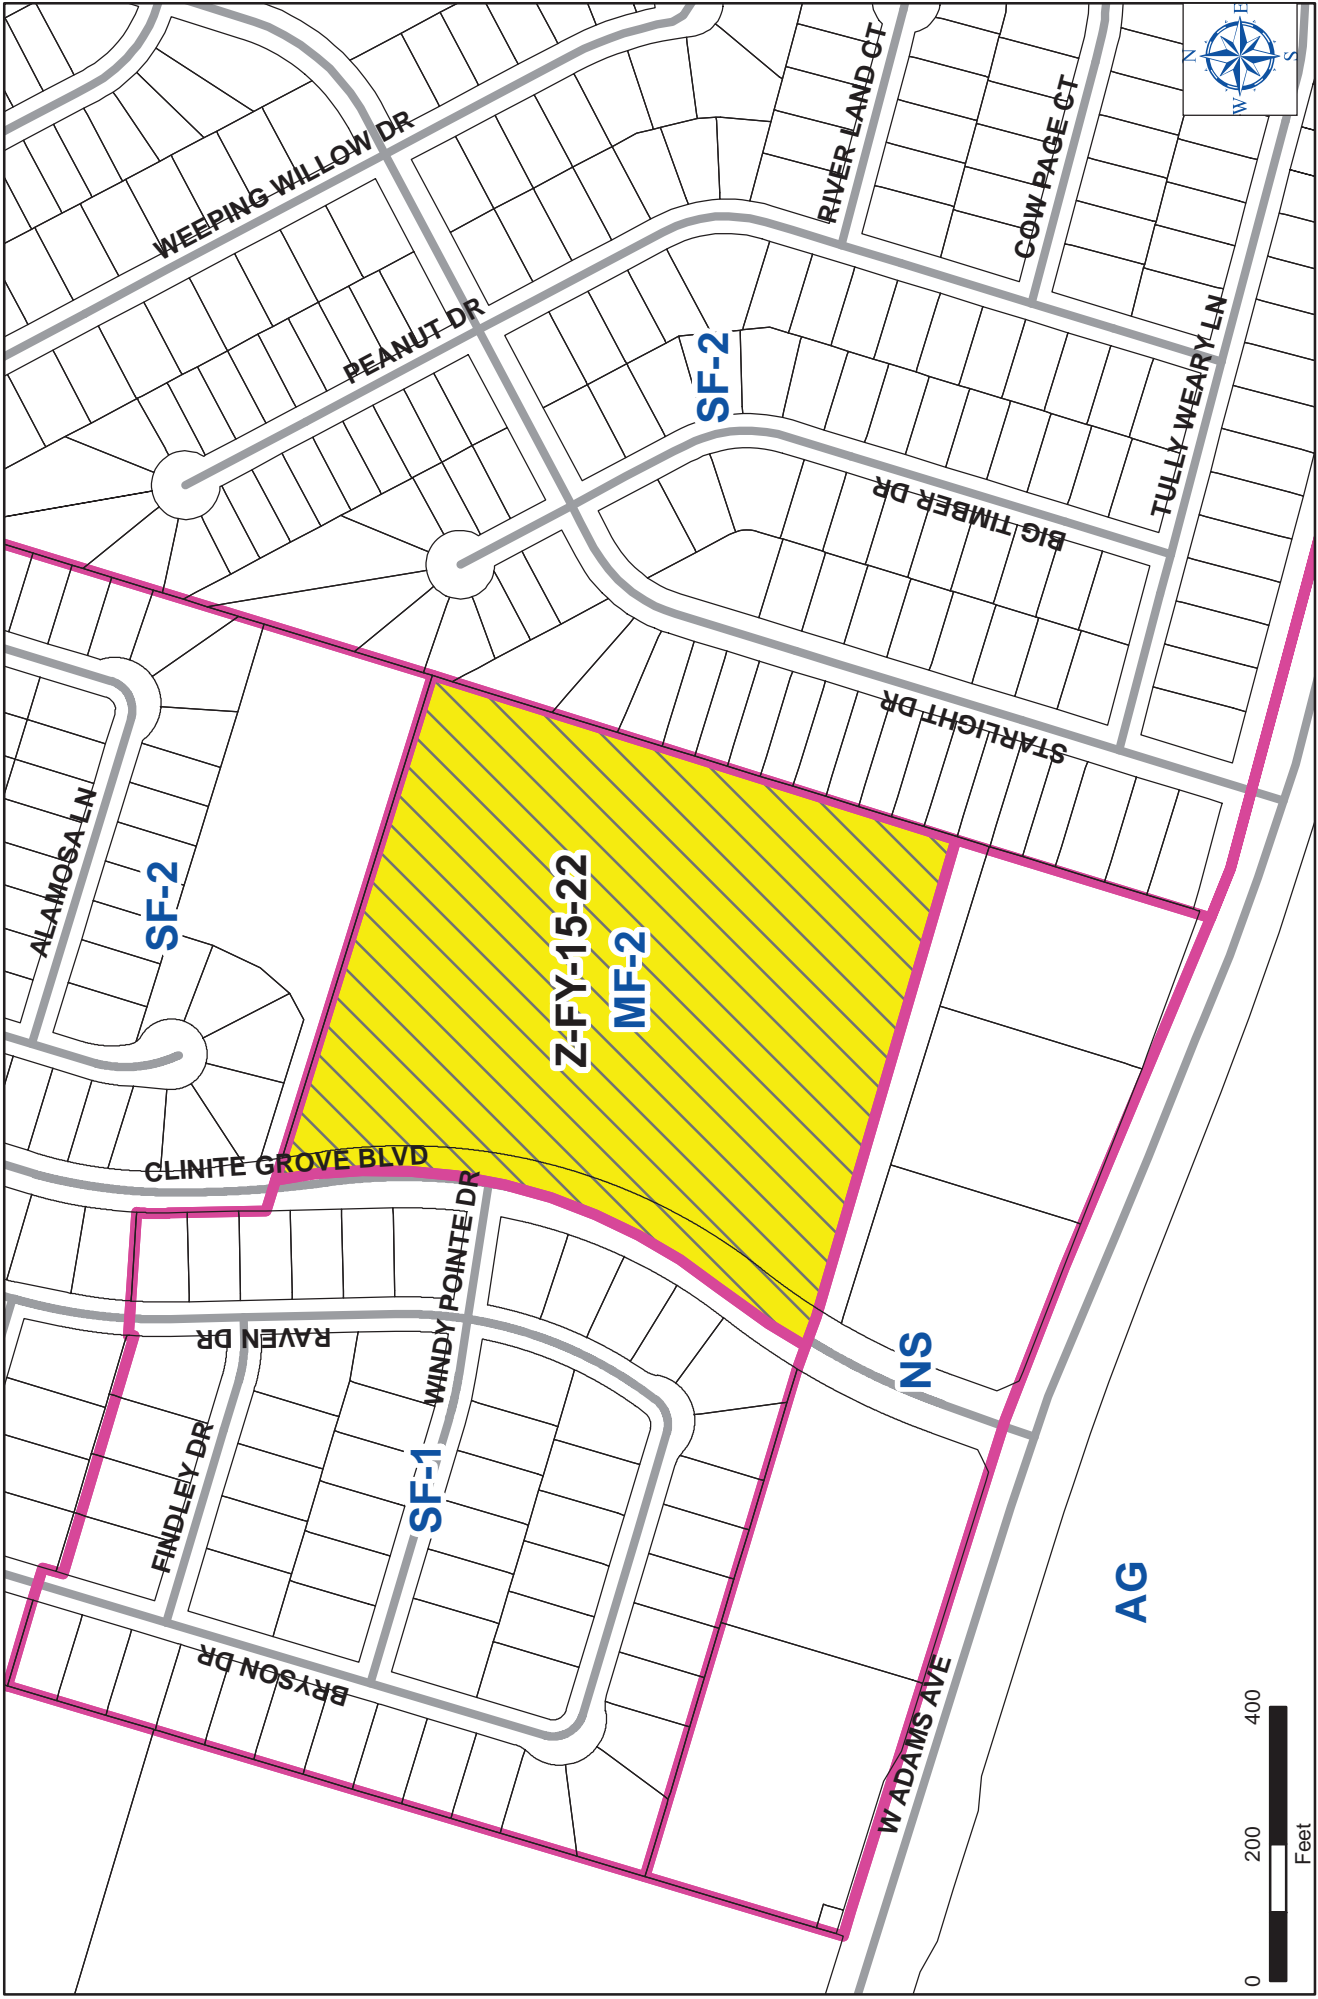 WEEPING WILLOW DR
PEANUT DR
RIVER LAND CT
COW PAGE CT
TULLY WEARY LN
SF-2
BIG TIMBER DR
STARLIGHT DR
ALAMOSA LN
SF-2
Z-FY-15-22
MF-2
CLINITE GROVE BLVD
WINDY POINTE DR
RAVEN DR
FINDLEY DR
SF-1
BRYSON DR
NS
AG
W ADAMS AVE
0 200 400
Feet
N
E
S
W